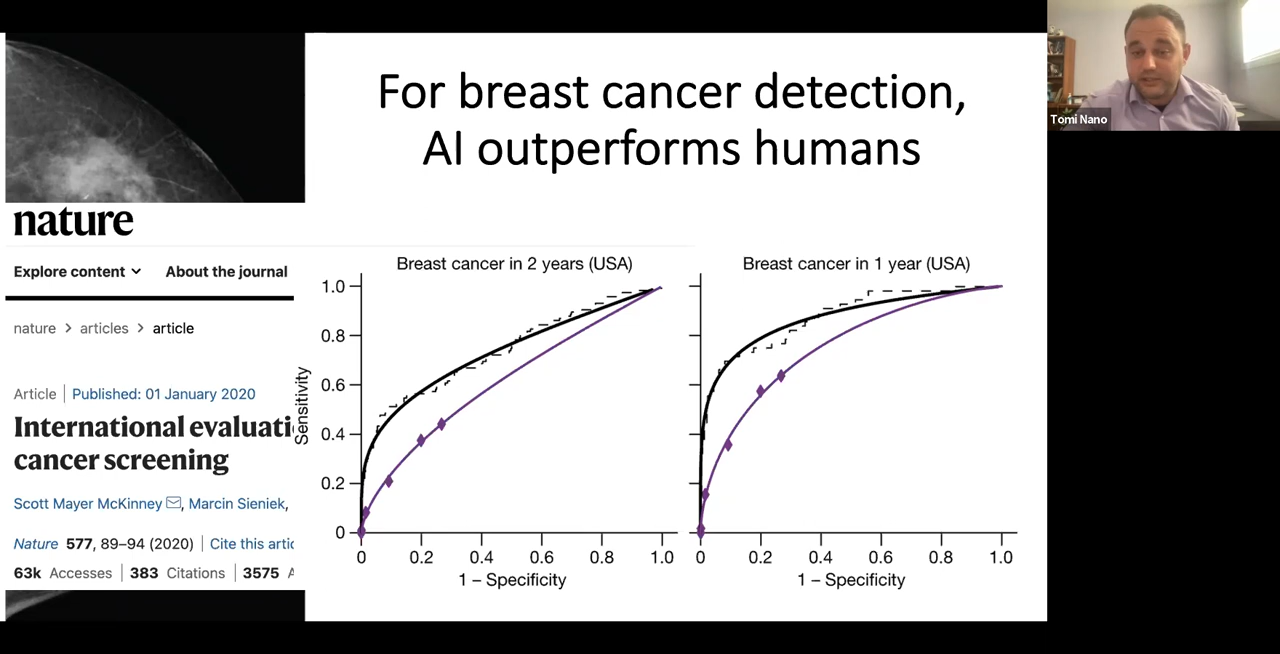 For breast cancer detection,
AI outperforms humans
Tomi Nano
nature
Explore content
About the journal
nature > articles > article
Article | Published: 01 January 2020
International evaluati
cancer screening
Scott Mayer McKinney, Marcin Sieniek,
Nature 577, 89–94 (2020) | Cite this artic
63k Accesses | 383 Citations | 3575 A
Breast cancer in 2 years (USA)
Sensitivity
1.0
0.8
0.6
0.4
0.2
0
0 0.2 0.4 0.6 0.8 1.0
1 – Specificity
Breast cancer in 1 year (USA)
0 0.2 0.4 0.6 0.8 1.0
1 – Specificity